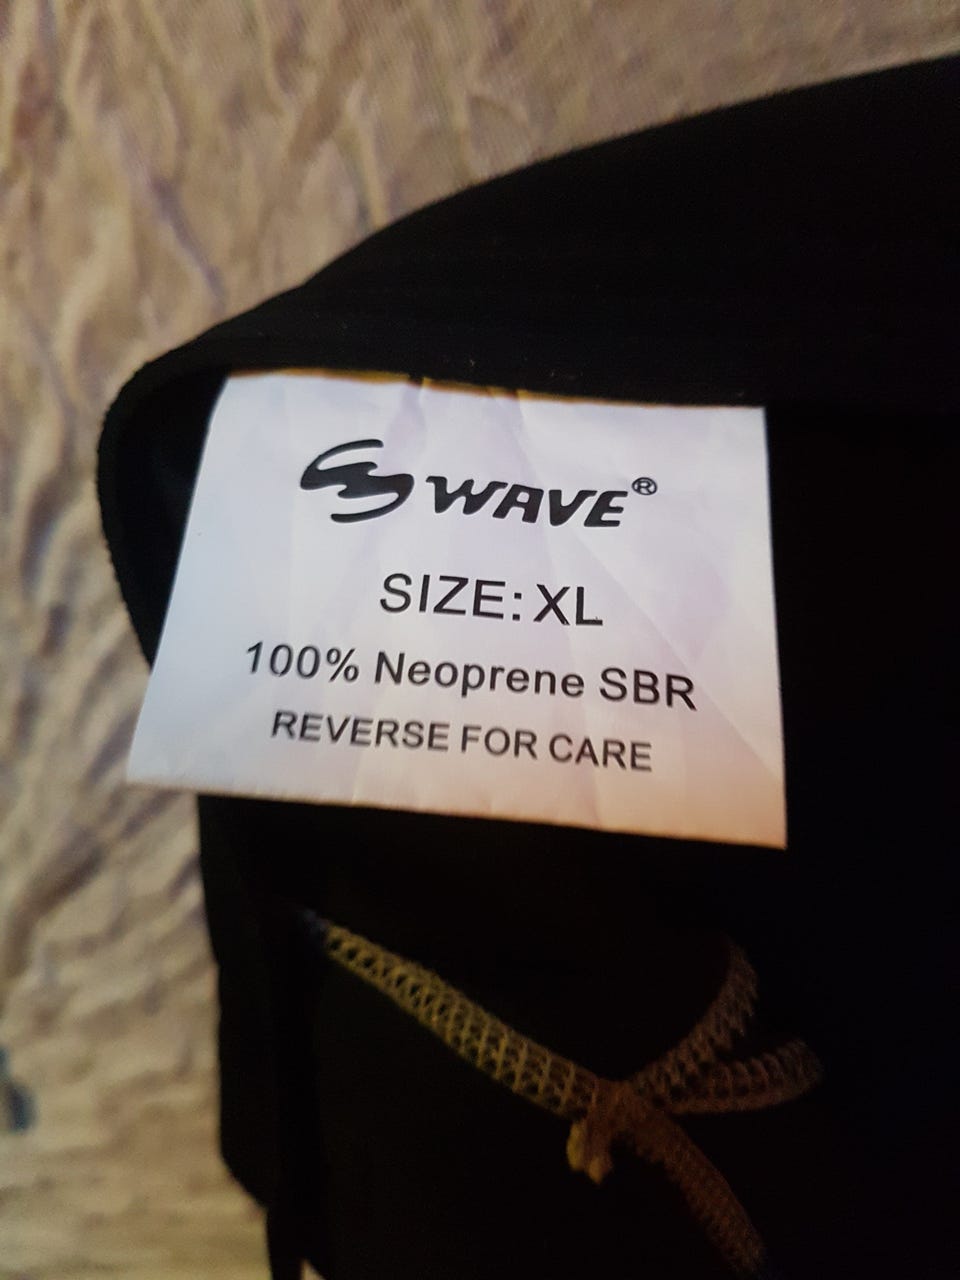 WAVE®
SIZE: XL
100% Neoprene SBR
REVERSE FOR CARE